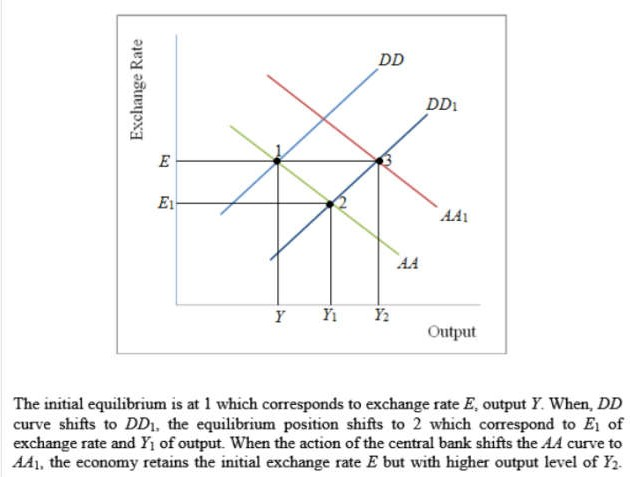 Exchange Rate
DD
DD1
1
E
3
E1
2
AA1
AA
Y Y1 Y2
Output
The initial equilibrium is at 1 which corresponds to exchange rate E, output Y. When, DD
curve shifts to DD1, the equilibrium position shifts to 2 which correspond to E1 of
exchange rate and Y1 of output. When the action of the central bank shifts the AA curve to
AA1, the economy retains the initial exchange rate E but with higher output level of Y2.